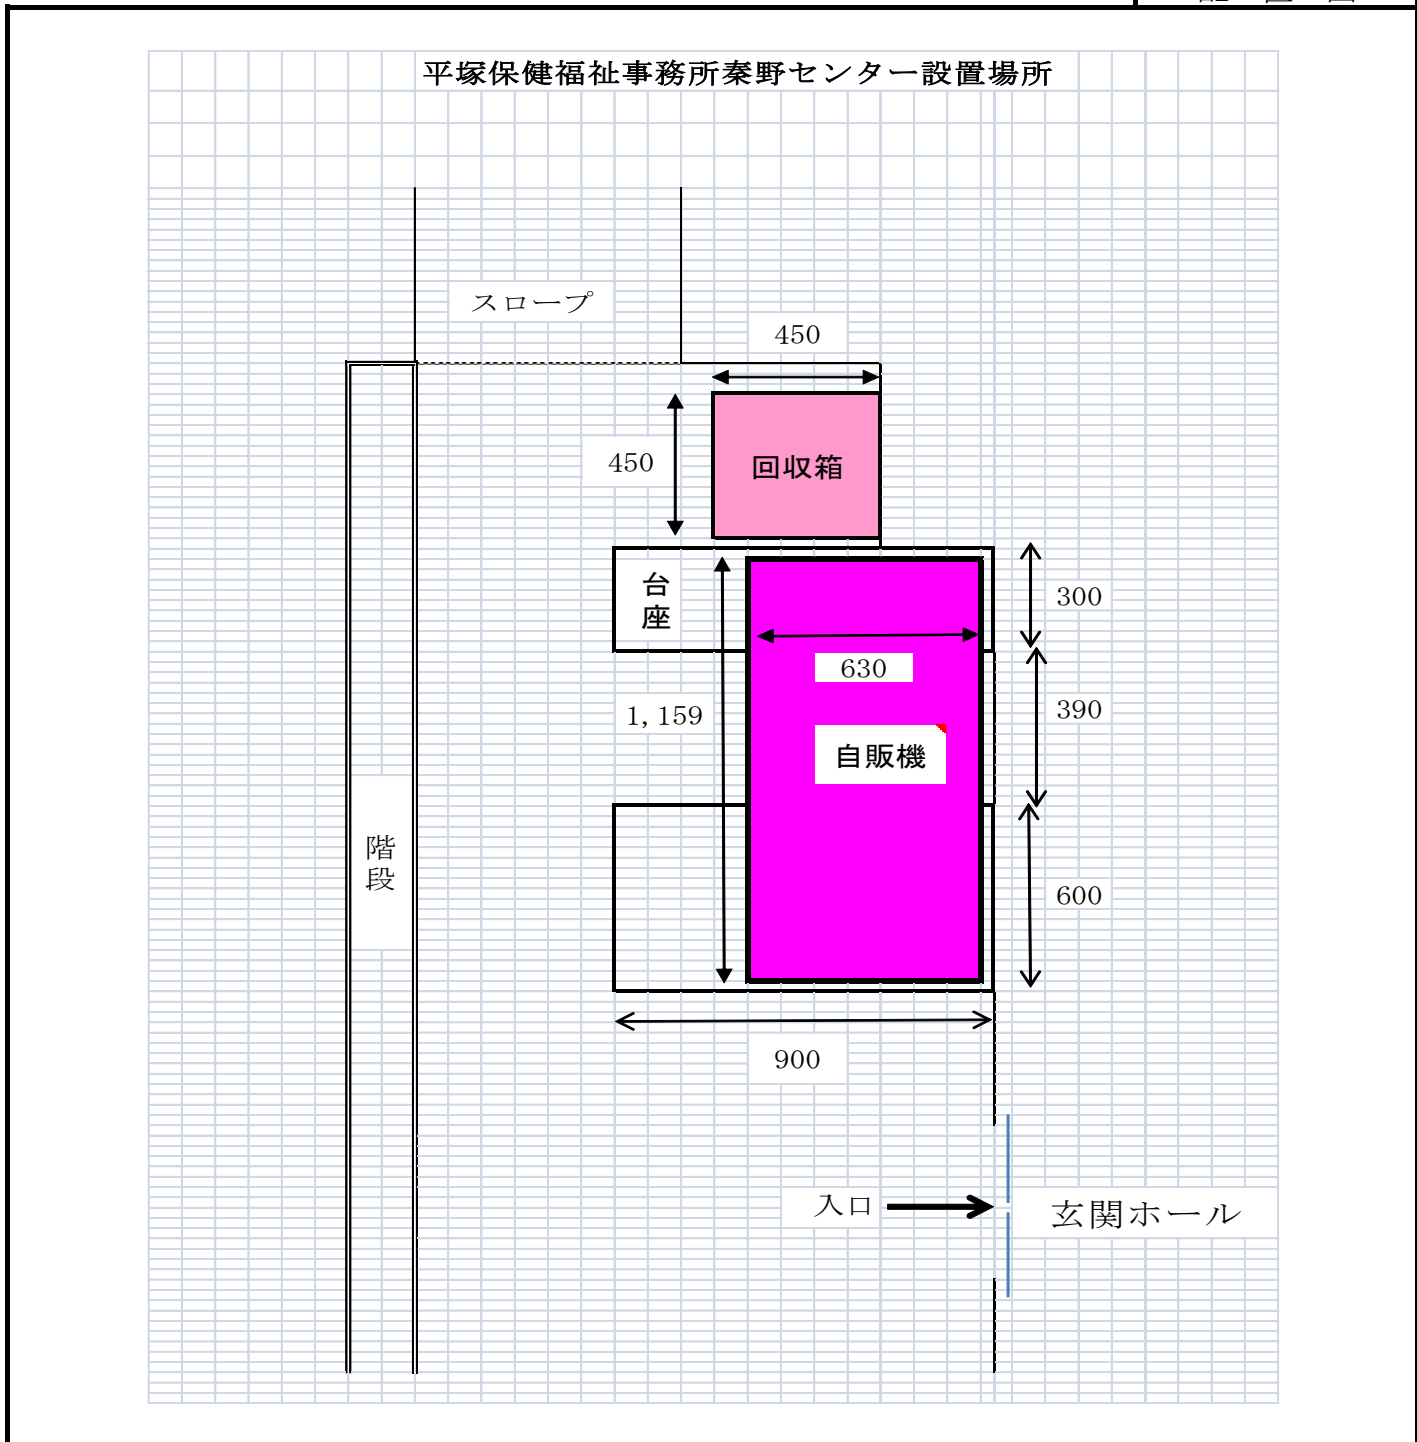 平塚保健福祉事務所秦野センター設置場所
スロープ
450
450
回収箱
台座
300
630
1,159
390
自販機
階段
600
900
入口
玄関ホール